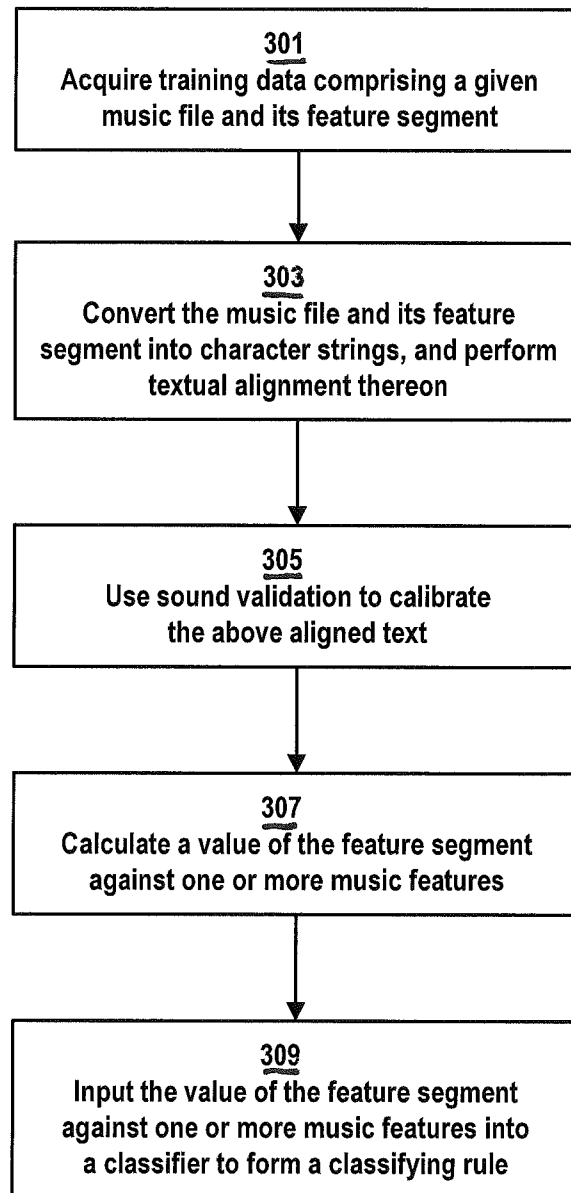 301
Acquire training data comprising a given
music file and its feature segment
303
Convert the music file and its feature
segment into character strings, and perform
textual alignment thereon
305
Use sound validation to calibrate
the above aligned text
307
Calculate a value of the feature segment
against one or more music features
309
Input the value of the feature segment
against one or more music features into
a classifier to form a classifying rule